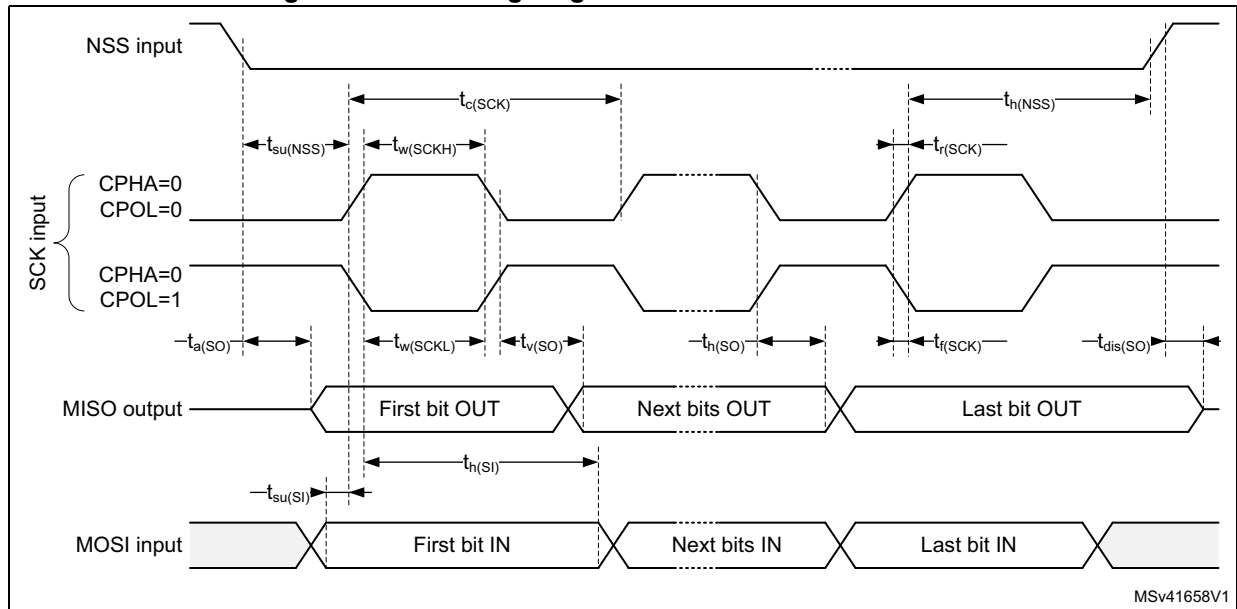 NSS input
tc(SCK)
th(NSS)
tsu(NSS)
tw(SCKH)
tr(SCK)
SCK input
CPHA=0
CPOL=0
CPHA=0
CPOL=1
ta(SO)
tw(SCKL)
tv(SO)
th(SO)
tf(SCK)
tdis(SO)
MISO output
First bit OUT
Next bits OUT
Last bit OUT
th(SI)
tsu(SI)
MOSI input
First bit IN
Next bits IN
Last bit IN
MSv41658V1